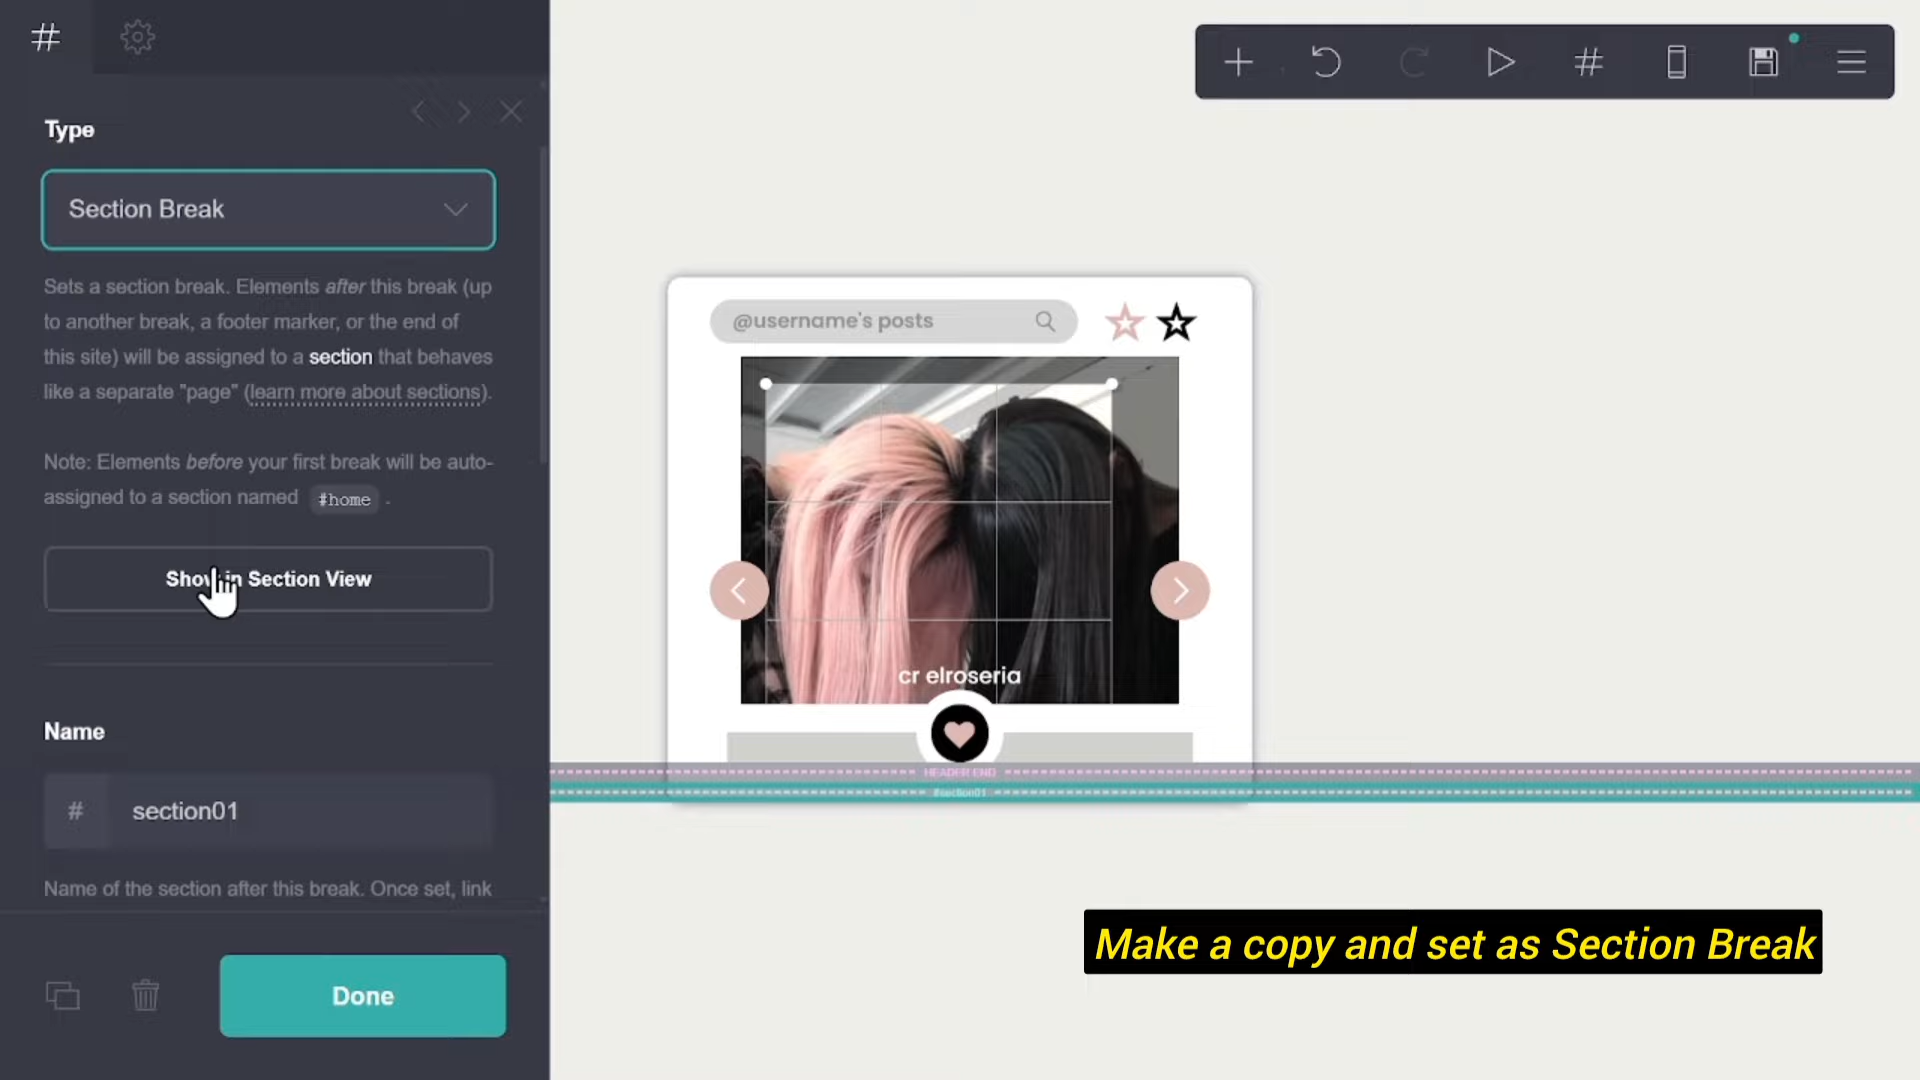 Type
Section Break
Sets a section break. Elements after this break (up
to another break, a footer marker, or the end of
this site) will be assigned to a section that behaves
like a separate "page" (learn more about sections).
Note: Elements before your first break will be auto-
assigned to a section named #home .
Show in Section View
Name
# section01
Name of the section after this break. Once set, link
Done
@username's posts
cr elroseria
HEADER END
#section01
Make a copy and set as Section Break